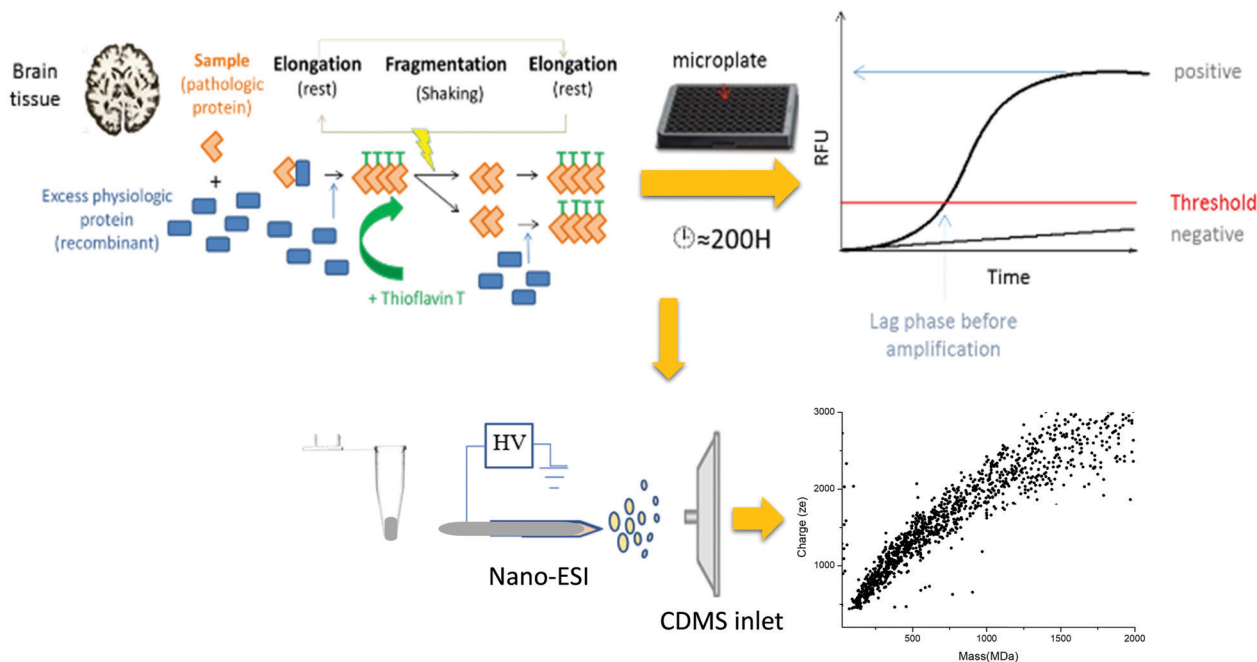 Brain
tissue
Sample
(pathologic
protein)
+
Excess physiologic
protein
(recombinant)
Elongation
(rest)
Fragmentation
(Shaking)
Elongation
(rest)
T T T T
T T T T
T T T T
+ Thioflavin T
microplate
≈200H
RFU
positive
Threshold
negative
Time
Lag phase before
amplification
HV
Nano-ESI
CDMS inlet
Charge (ze)
3000
2000
1000
500
1000
1500
2000
Mass(MDa)